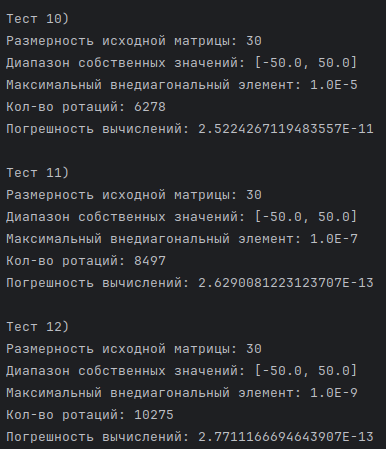 Тест 10)
Размерность исходной матрицы: 30
Диапазон собственных значений: [-50.0, 50.0]
Максимальный внедиагональный элемент: 1.0E-5
Кол-во ротаций: 6278
Погрешность вычислений: 2.5224267119483557E-11
Тест 11)
Размерность исходной матрицы: 30
Диапазон собственных значений: [-50.0, 50.0]
Максимальный внедиагональный элемент: 1.0E-7
Кол-во ротаций: 8497
Погрешность вычислений: 2.6290081223123707E-13
Тест 12)
Размерность исходной матрицы: 30
Диапазон собственных значений: [-50.0, 50.0]
Максимальный внедиагональный элемент: 1.0E-9
Кол-во ротаций: 10275
Погрешность вычислений: 2.7711166694643907E-13